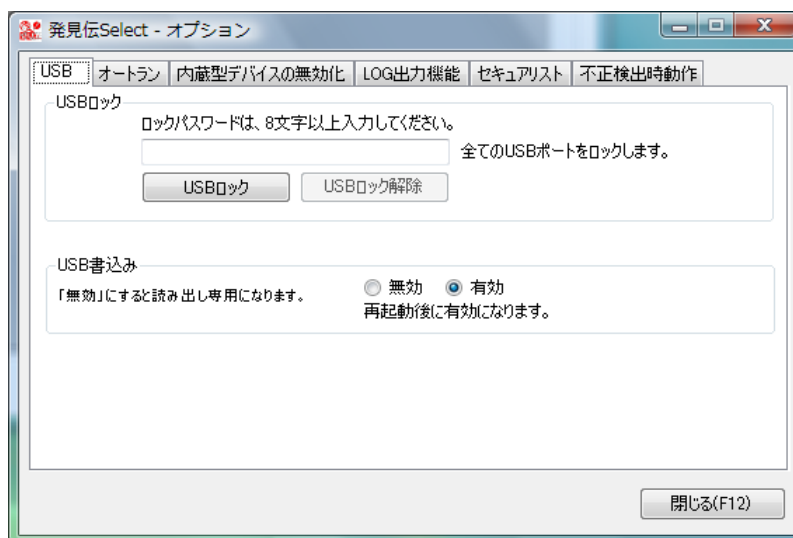 発見伝Select - オプション
USB オートラン 内蔵型デバイスの無効化 LOG出力機能 セキュアリスト 不正検出時動作
USBロック
ロックパスワードは、8文字以上入力してください。
全てのUSBポートをロックします。
USBロック USBロック解除
USB書込み
「無効」にすると読み出し専用になります。 無効 有効
再起動後に有効になります。
閉じる(F12)